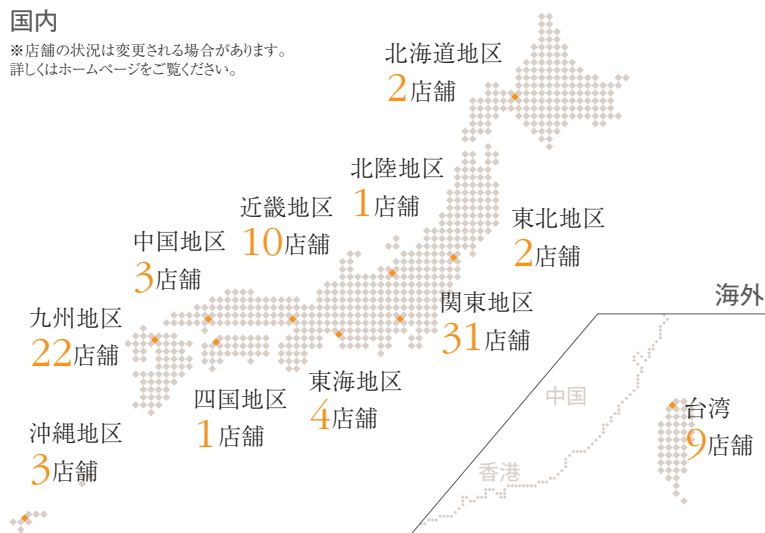 国内
※店舗の状況は変更される場合があります。
詳しくはホームページをご覧ください。
北海道地区
2店舗
北陸地区
1店舗
近畿地区
10店舗
東北地区
2店舗
中国地区
3店舗
関東地区
31店舗
九州地区
22店舗
東海地区
4店舗
四国地区
1店舗
沖縄地区
3店舗
海外
中国
台湾
9店舗
香港